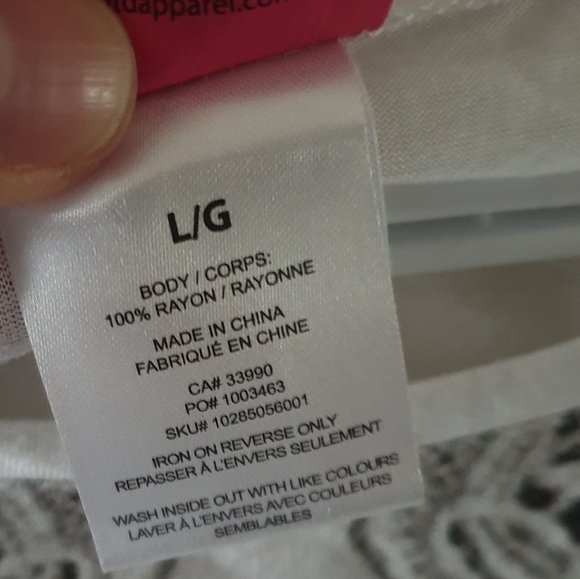 L/G
BODY / CORPS:
100% RAYON / RAYONNE
MADE IN CHINA
FABRIQUÉ EN CHINE
CA# 33990
PO# 1003463
SKU# 10285056001
IRON ON REVERSE ONLY
REPASSER À L'ENVERS SEULEMENT
WASH INSIDE OUT WITH LIKE COLOURS
LAVER À L'ENVERS AVEC COULEURS
SEMBLABLES